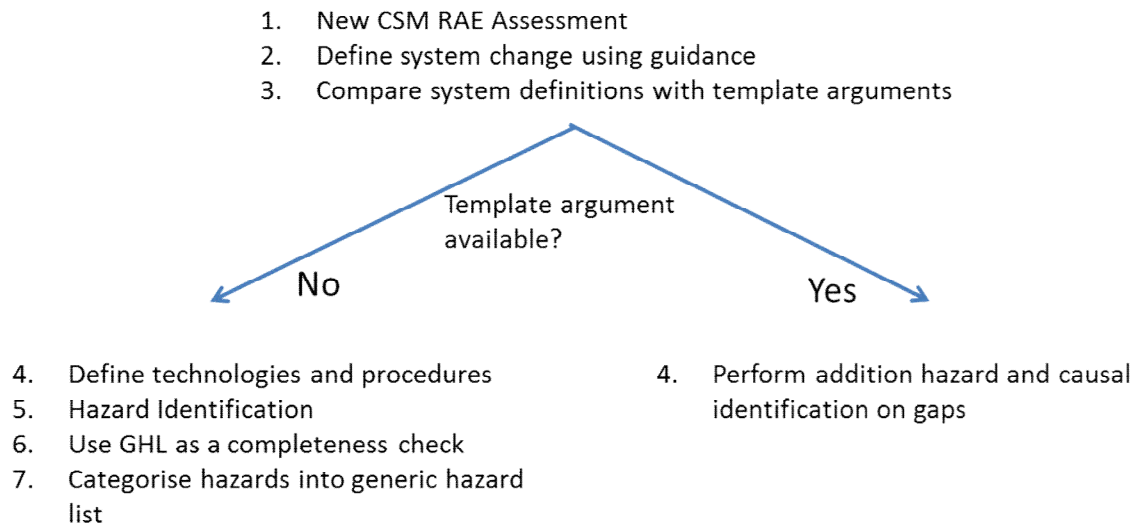 1. New CSM RAE Assessment
2. Define system change using guidance
3. Compare system definitions with template arguments
Template argument
available?
No
Yes
4. Define technologies and procedures
5. Hazard Identification
6. Use GHL as a completeness check
7. Categorise hazards into generic hazard
list
4. Perform addition hazard and causal
identification on gaps